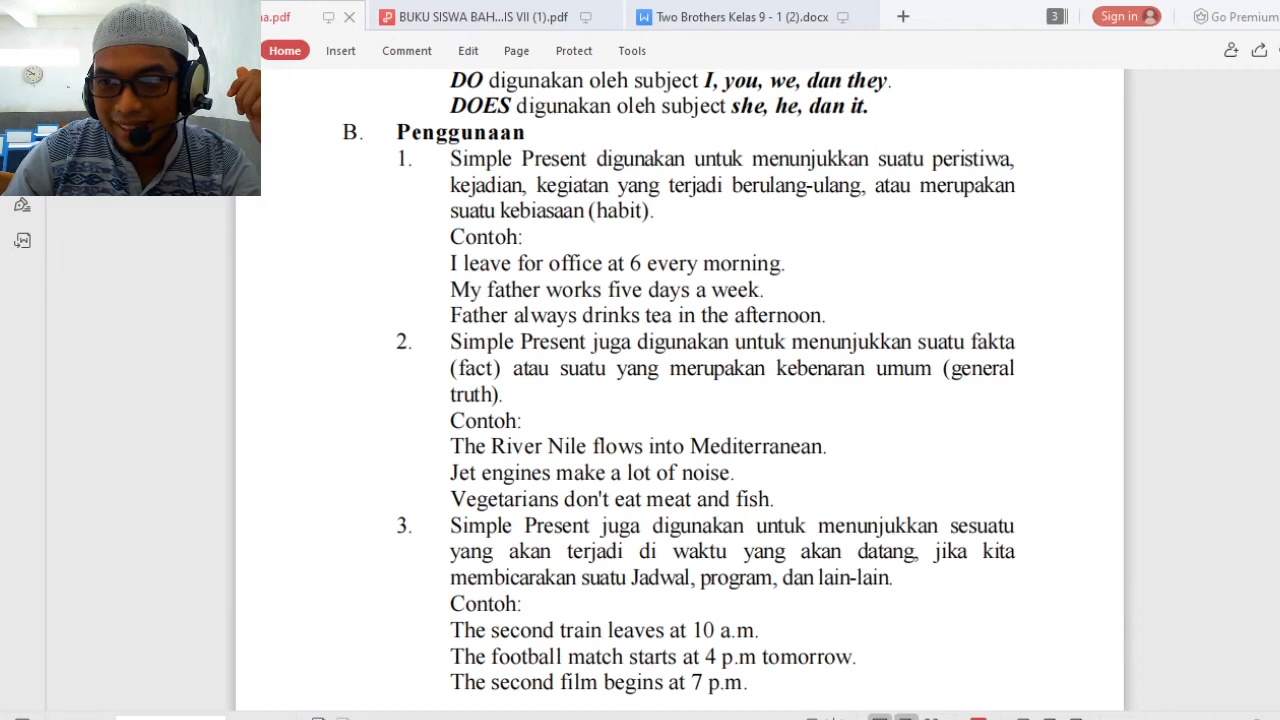 na.pdf
BUKU SISWA BAH...IS VII (1).pdf
Two Brothers Kelas 9 - 1 (2).docx
3
Sign in
Go Premium
Home Insert Comment Edit Page Protect Tools
DO digunakan oleh subject I, you, we, dan they.
DOES digunakan oleh subject she, he, dan it.
B. Penggunaan
1. Simple Present digunakan untuk menunjukkan suatu peristiwa,
kejadian, kegiatan yang terjadi berulang-ulang, atau merupakan
suatu kebiasaan (habit).
Contoh:
I leave for office at 6 every morning.
My father works five days a week.
Father always drinks tea in the afternoon.
2. Simple Present juga digunakan untuk menunjukkan suatu fakta
(fact) atau suatu yang merupakan kebenaran umum (general
truth).
Contoh:
The River Nile flows into Mediterranean.
Jet engines make a lot of noise.
Vegetarians don't eat meat and fish.
3. Simple Present juga digunakan untuk menunjukkan sesuatu
yang akan terjadi di waktu yang akan datang, jika kita
membicarakan suatu Jadwal, program, dan lain-lain.
Contoh:
The second train leaves at 10 a.m.
The football match starts at 4 p.m tomorrow.
The second film begins at 7 p.m.